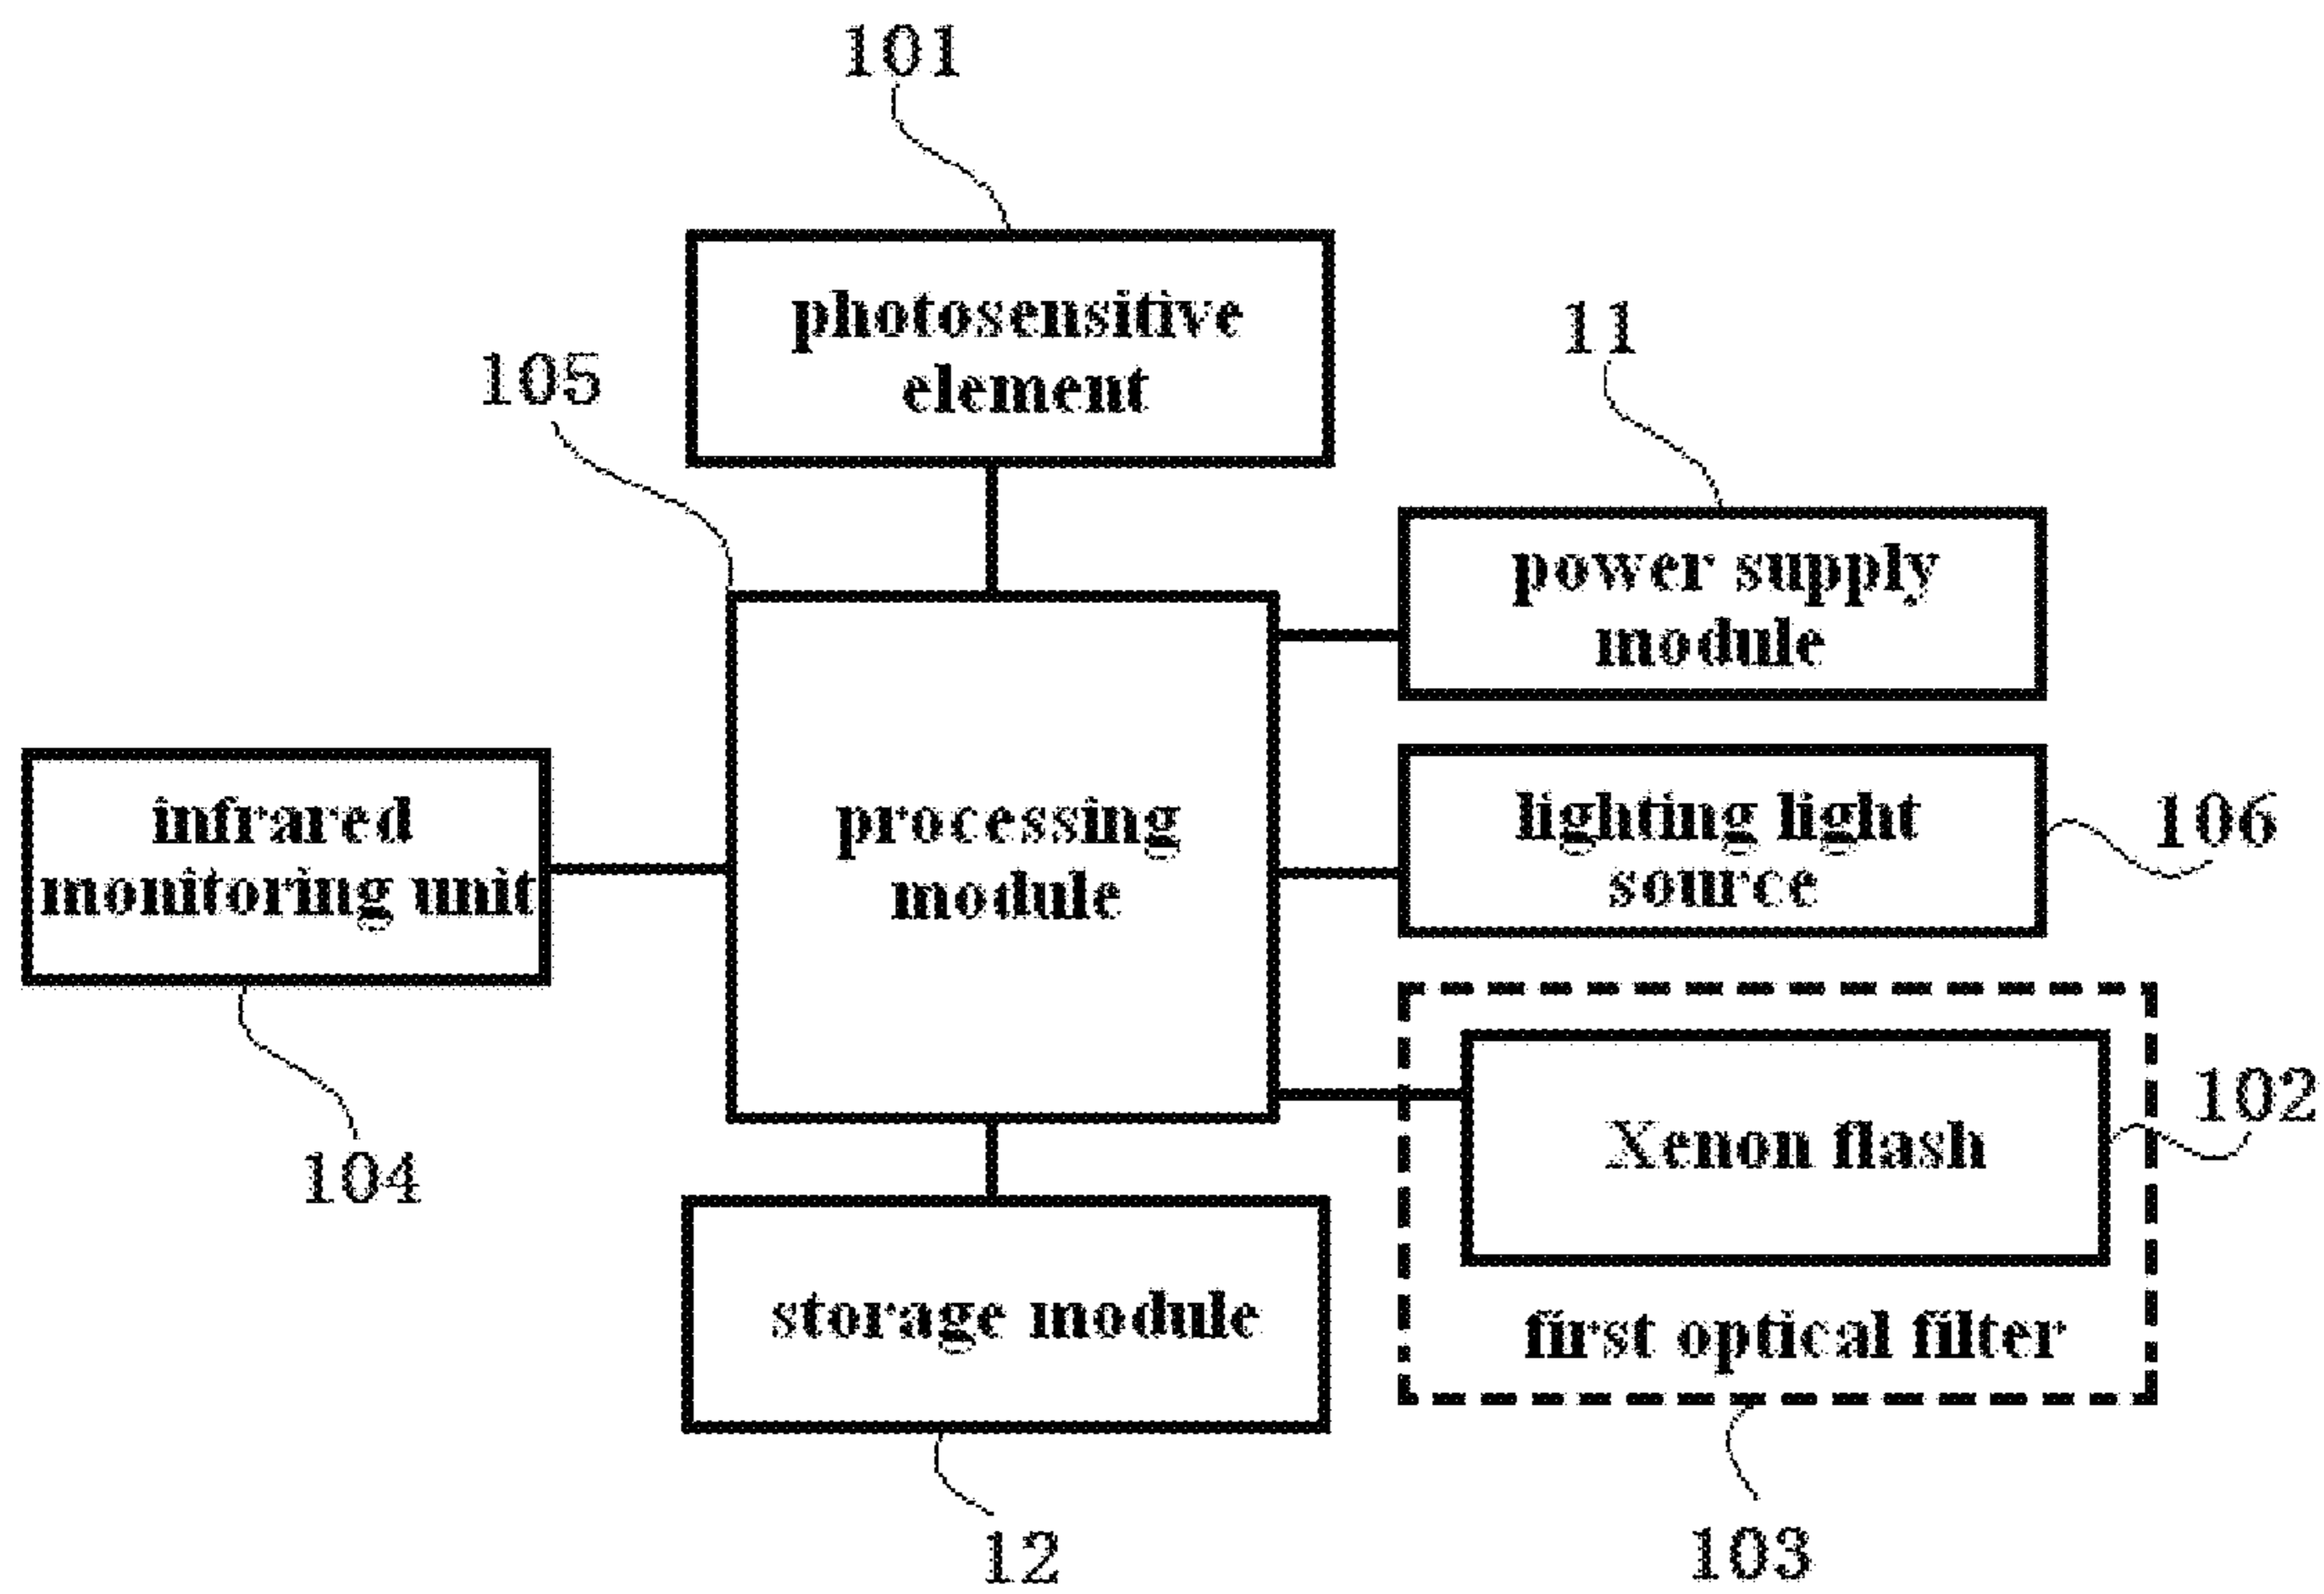 101
photosensitive
element
105
11
power supply
module
infrared
monitoring unit
processing
module
lighting light
source
106
104
Xenon flash
102
storage module
first optical filter
12
103